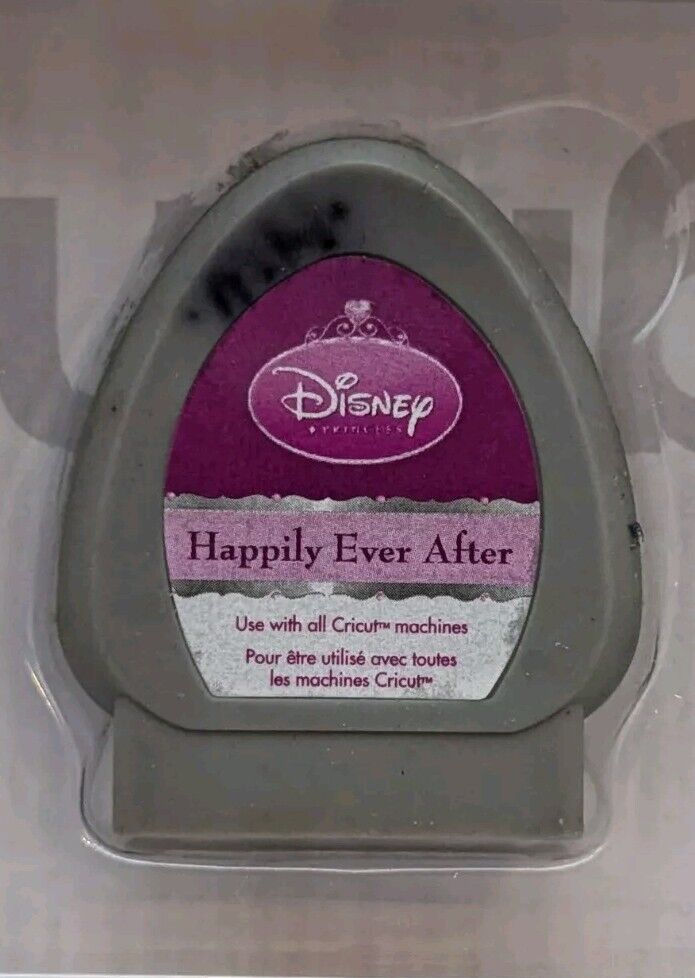 Disney
PRINCESS
Happily Ever After
Use with all Cricut™ machines
Pour être utilisé avec toutes
les machines Cricut™